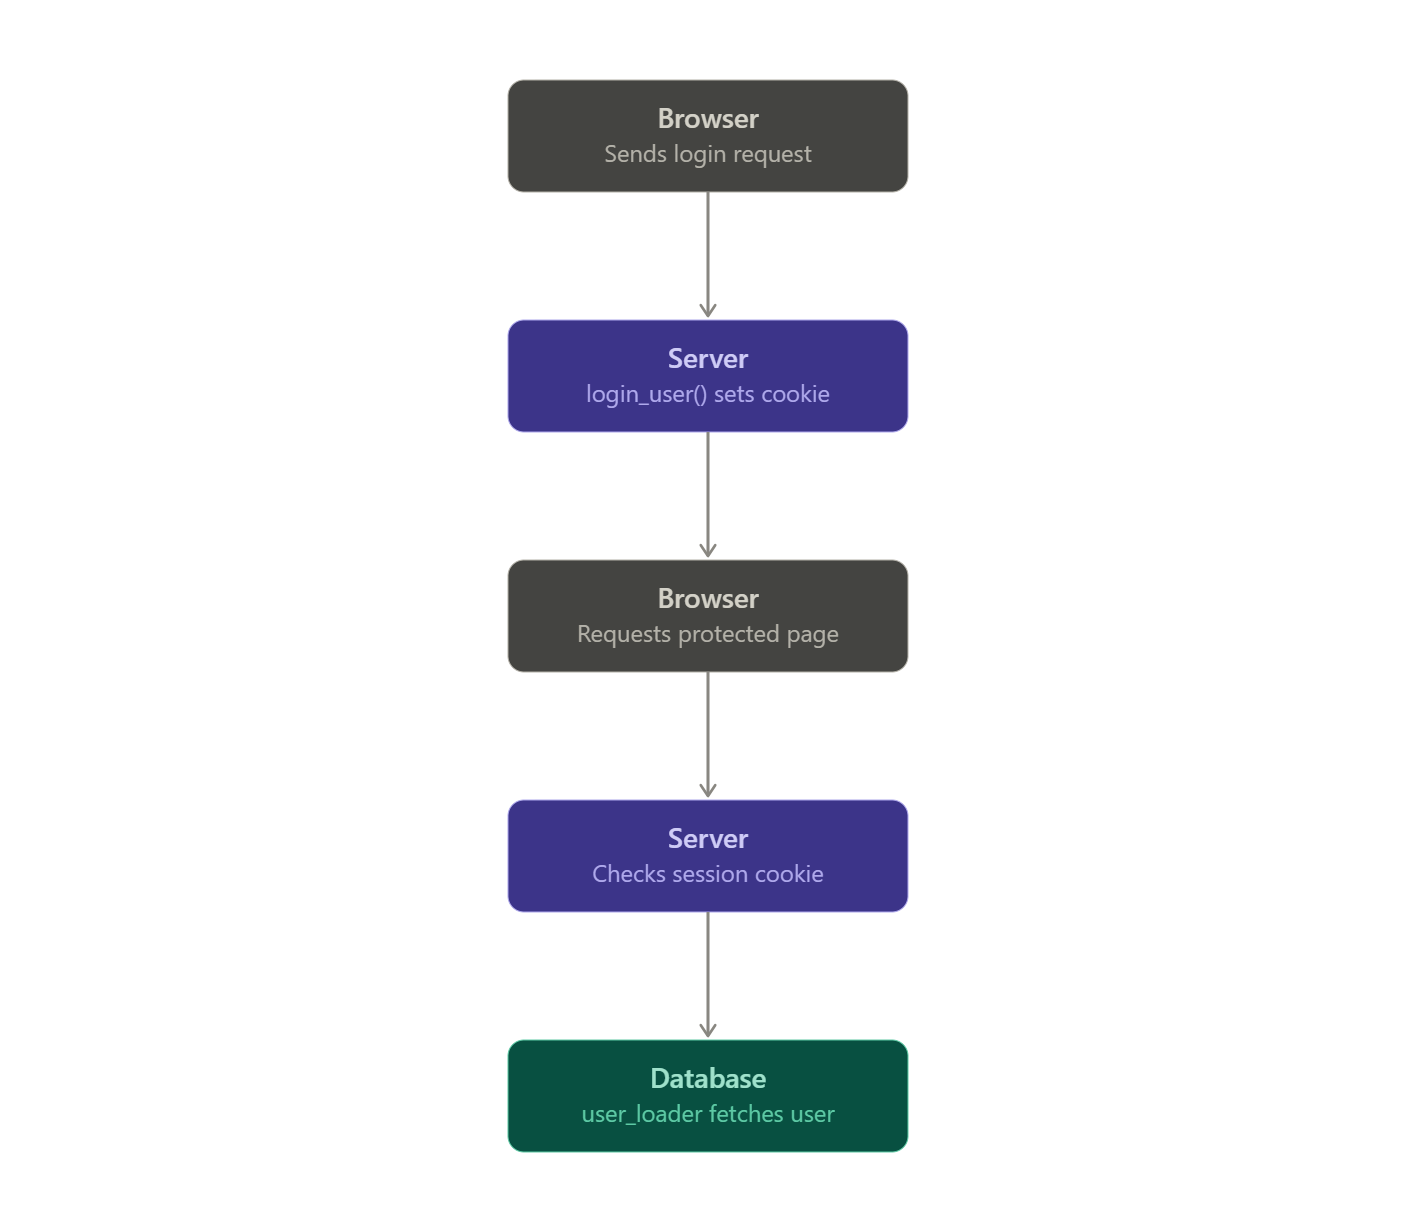 Browser
Sends login request
Server
login_user() sets cookie
Browser
Requests protected page
Server
Checks session cookie
Database
user_loader fetches user